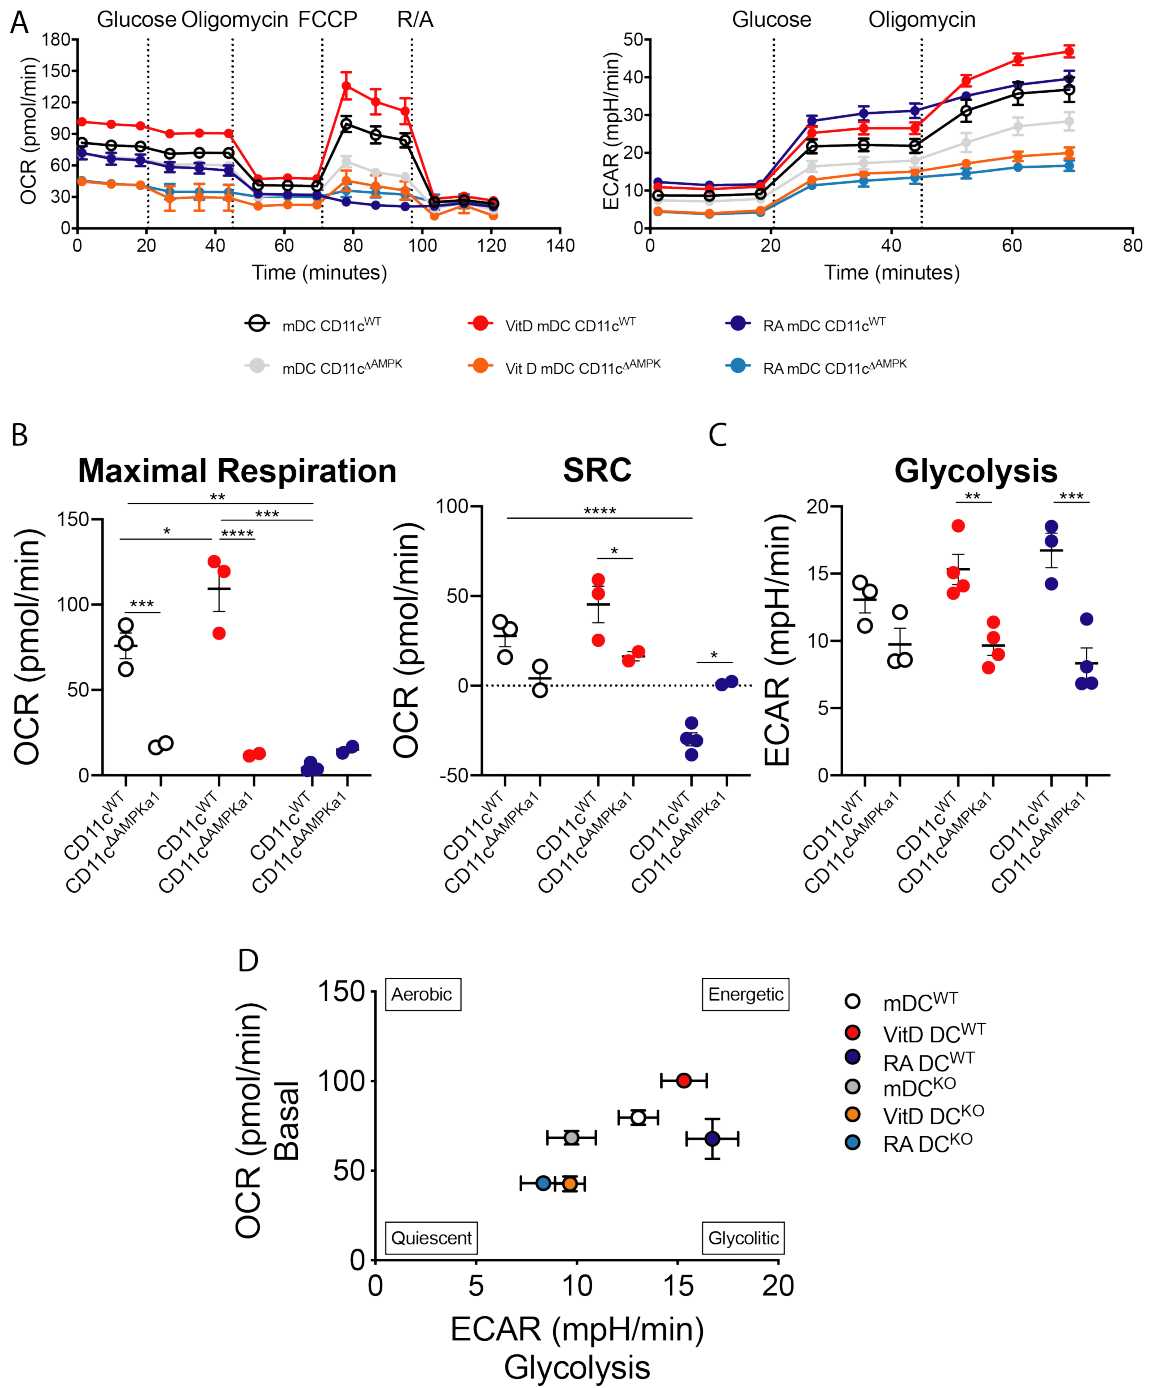 A
Glucose Oligomycin FCCP R/A
180
150
120
90
60
30
0
OCR (pmol/min)
0 20 40 60 80 100 120 140
Time (minutes)
Glucose Oligomycin
50
40
30
20
10
0
ECAR (mpH/min)
0 20 40 60 80
Time (minutes)
mDC CD11cWT
VitD mDC CD11cWT
RA mDC CD11cWT
mDC CD11cΔAMPK
Vit D mDC CD11cΔAMPK
RA mDC CD11cΔAMPK
B
Maximal Respiration
**
***
* ****
***
150
100
50
0
OCR (pmol/min)
CD11cWT
CD11cΔAMPKa1
CD11cWT
CD11cΔAMPKa1
CD11cWT
CD11cΔAMPKa1
SRC
****
*
*
100
50
0
-50
OCR (pmol/min)
CD11cWT
CD11cΔAMPKa1
CD11cWT
CD11cΔAMPKa1
CD11cWT
CD11cΔAMPKa1
C
Glycolysis
** ***
20
15
10
5
0
ECAR (mpH/min)
CD11cWT
CD11cΔAMPKa1
CD11cWT
CD11cΔAMPKa1
CD11cWT
CD11cΔAMPKa1
D
Aerobic
Energetic
Quiescent
Glycolitic
150
100
50
0
OCR (pmol/min)
Basal
0 5 10 15 20
ECAR (mpH/min)
Glycolysis
mDCWT
VitD DCWT
RA DCWT
mDCKO
VitD DCKO
RA DCKO